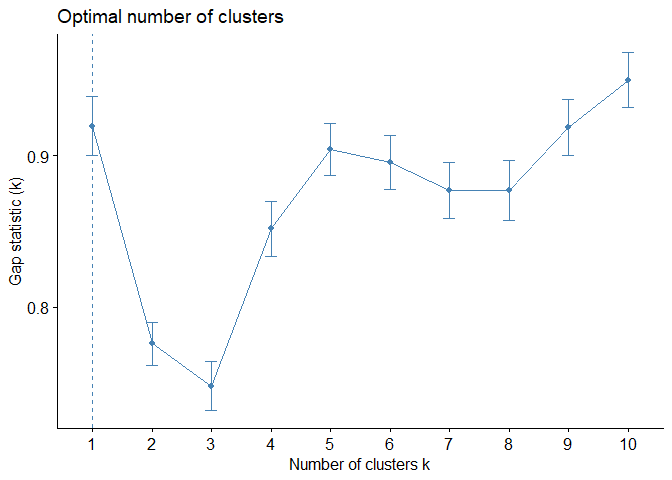 Optimal number of clusters
Gap statistic (k)
0.9
0.8
1 2 3 4 5 6 7 8 9 10
Number of clusters k